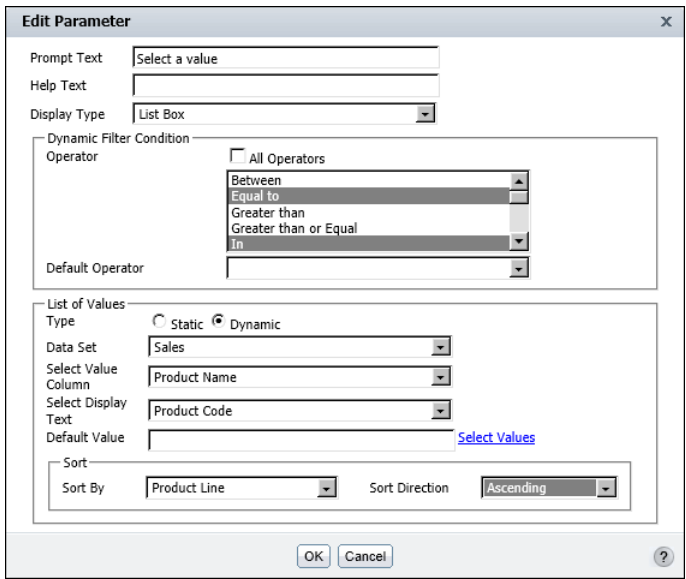 Edit Parameter x
Prompt Text Select a value
Help Text
Display Type List Box
Dynamic Filter Condition
Operator All Operators
Between
Equal to
Greater than
Greater than or Equal
In
Default Operator
List of Values
Type Static Dynamic
Data Set Sales
Select Value
Column Product Name
Select Display
Text Product Code
Default Value Select Values
Sort
Sort By Product Line Sort Direction Ascending
OK Cancel ?